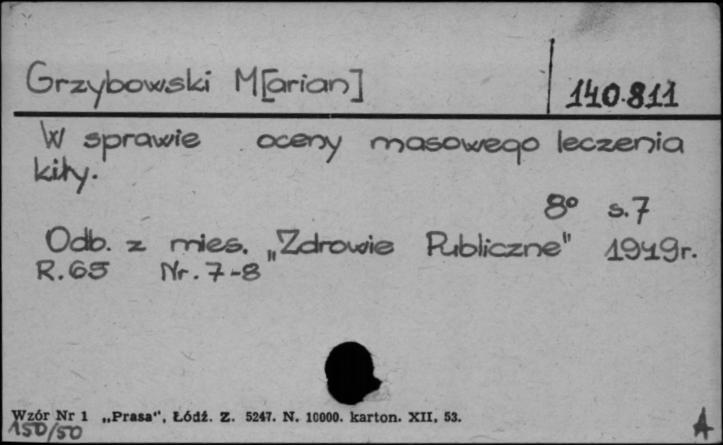 Grzybowski M[arian]
140.811
W sprawie oceny masowego leczenia
kiły.
8° s.7
Odb. z mies. „Zdrowie Publiczne" 1949r.
R.65 Nr. 7-8
Wzór Nr 1 „Prasa", Łódź. Z. 5247. N. 10000. karton. XII. 53.
150/50
A